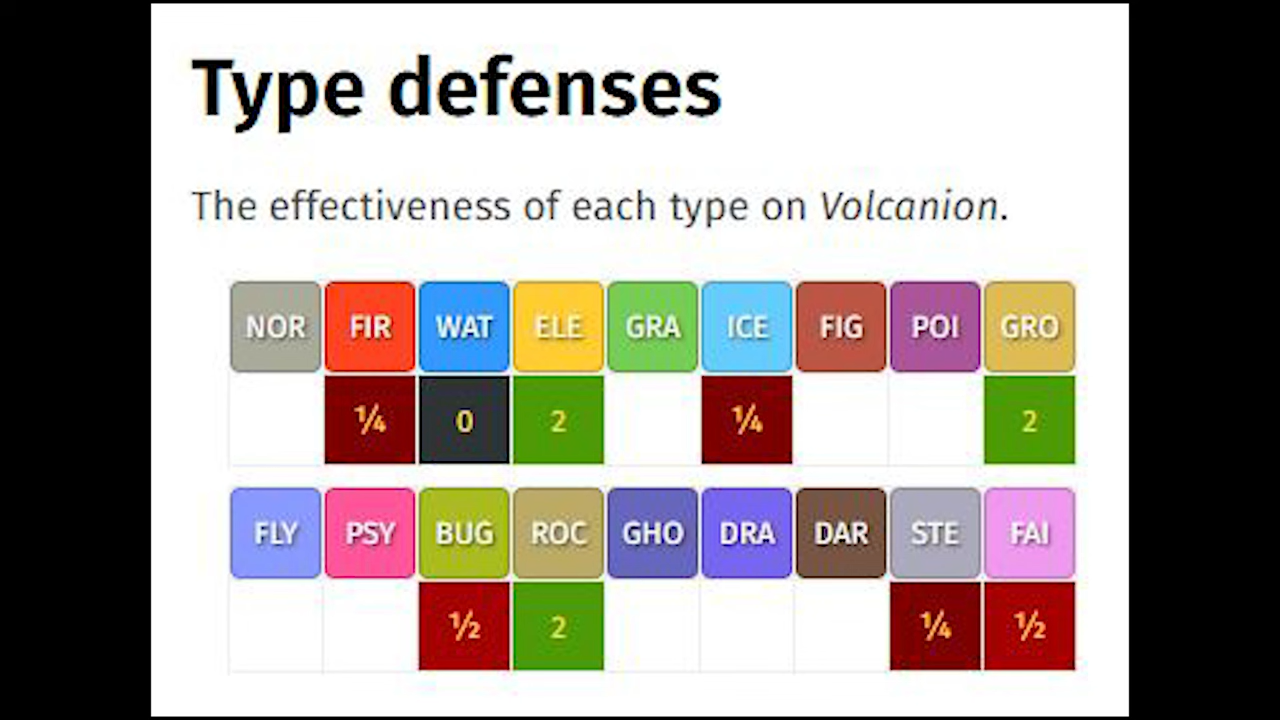 Type defenses
The effectiveness of each type on Volcanion.
NOR FIR WAT ELE GRA ICE FIG POI GRO
¼ 0 2 ¼ 2
FLY PSY BUG ROC GHO DRA DAR STE FAI
½ 2 ¼ ½